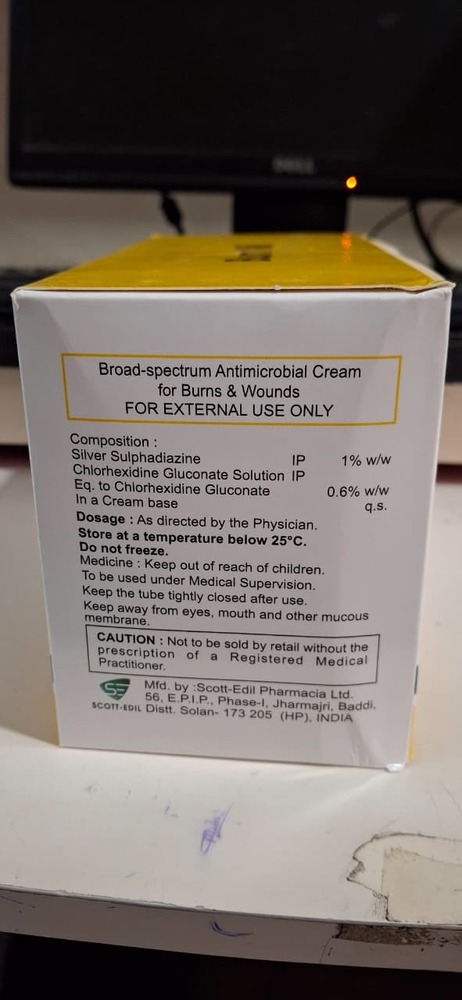 DELL
Broad-spectrum Antimicrobial Cream
for Burns & Wounds
FOR EXTERNAL USE ONLY
Composition :
Silver Sulphadiazine IP 1% w/w
Chlorhexidine Gluconate Solution IP
Eq. to Chlorhexidine Gluconate 0.6% w/w
In a Cream base q.s.
Dosage : As directed by the Physician.
Store at a temperature below 25°C.
Do not freeze.
Medicine : Keep out of reach of children.
To be used under Medical Supervision.
Keep the tube tightly closed after use.
Keep away from eyes, mouth and other mucous
membrane.
CAUTION : Not to be sold by retail without the
prescription of a Registered Medical
Practitioner.
SE
SCOTT-EDIL
Mfd. by :Scott-Edil Pharmacia Ltd.
56, E.P.I.P., Phase-I, Jharmajri, Baddi,
Distt. Solan- 173 205 (HP), INDIA